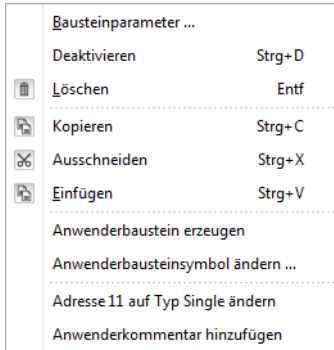 Bausteinparameter ...
Deaktivieren Strg+D
Löschen Entf
Kopieren Strg+C
Ausschneiden Strg+X
Einfügen Strg+V
Anwenderbaustein erzeugen
Anwenderbausteinsymbol ändern ...
Adresse 11 auf Typ Single ändern
Anwenderkommentar hinzufügen